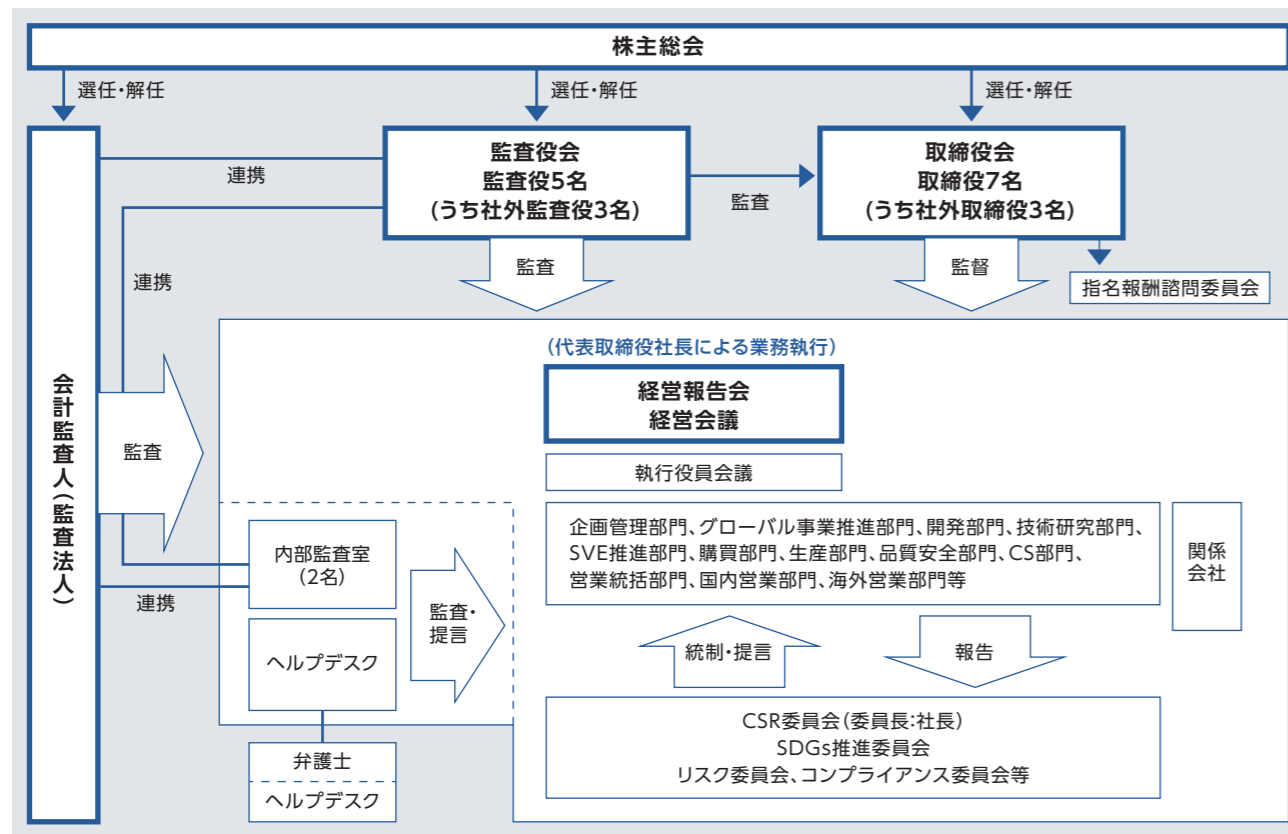 株主総会
選任・解任
選任・解任
選任・解任
監査役会
監査役5名
(うち社外監査役3名)
取締役会
取締役7名
(うち社外取締役3名)
連携
監査
連携
監査
監督
指名報酬諮問委員会
会計監査人(監査法人)
監査
(代表取締役社長による業務執行)
経営報告会
経営会議
執行役員会議
企画管理部門、グローバル事業推進部門、開発部門、技術研究部門、
SVE推進部門、購買部門、生産部門、品質安全部門、CS部門、
営業統括部門、国内営業部門、海外営業部門等
関係
会社
内部監査室
(2名)
連携
監査・
提言
ヘルプデスク
統制・提言
報告
CSR委員会(委員長:社長)
SDGs推進委員会
リスク委員会、コンプライアンス委員会等
弁護士
ヘルプデスク